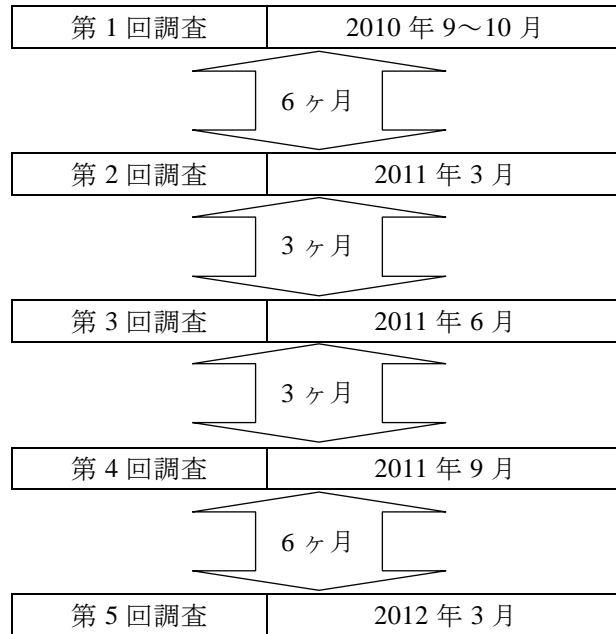 第 1 回調査 2010 年 9～10 月
6 ヶ月
第 2 回調査 2011 年 3 月
3 ヶ月
第 3 回調査 2011 年 6 月
3 ヶ月
第 4 回調査 2011 年 9 月
6 ヶ月
第 5 回調査 2012 年 3 月